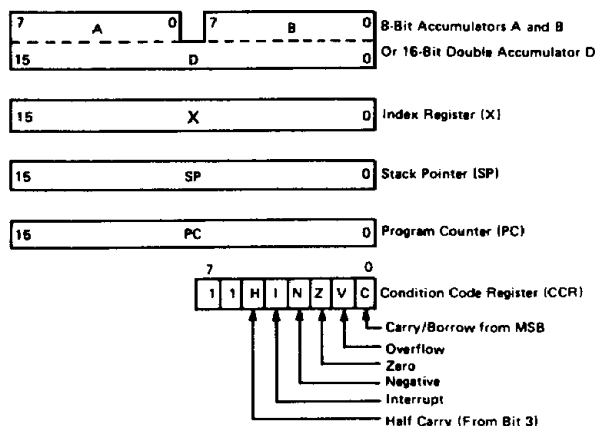 7 A 0 7 B 0 8-Bit Accumulators A and B
15 D 0 Or 16-Bit Double Accumulator D
15 X 0 Index Register (X)
15 SP 0 Stack Pointer (SP)
15 PC 0 Program Counter (PC)
7 0
1 1 H I N Z V C Condition Code Register (CCR)
Carry/Borrow from MSB
Overflow
Zero
Negative
Interrupt
Half Carry (From Bit 3)